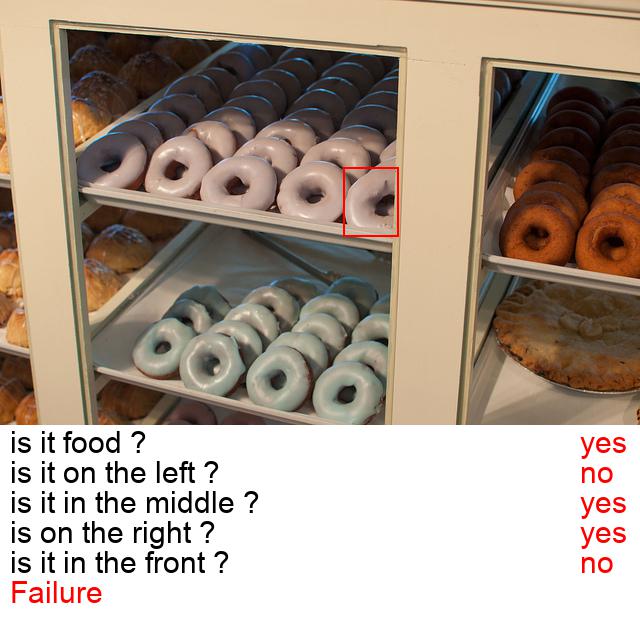 is it food ? yes
is it on the left ? no
is it in the middle ? yes
is on the right ? yes
is it in the front ? no
Failure